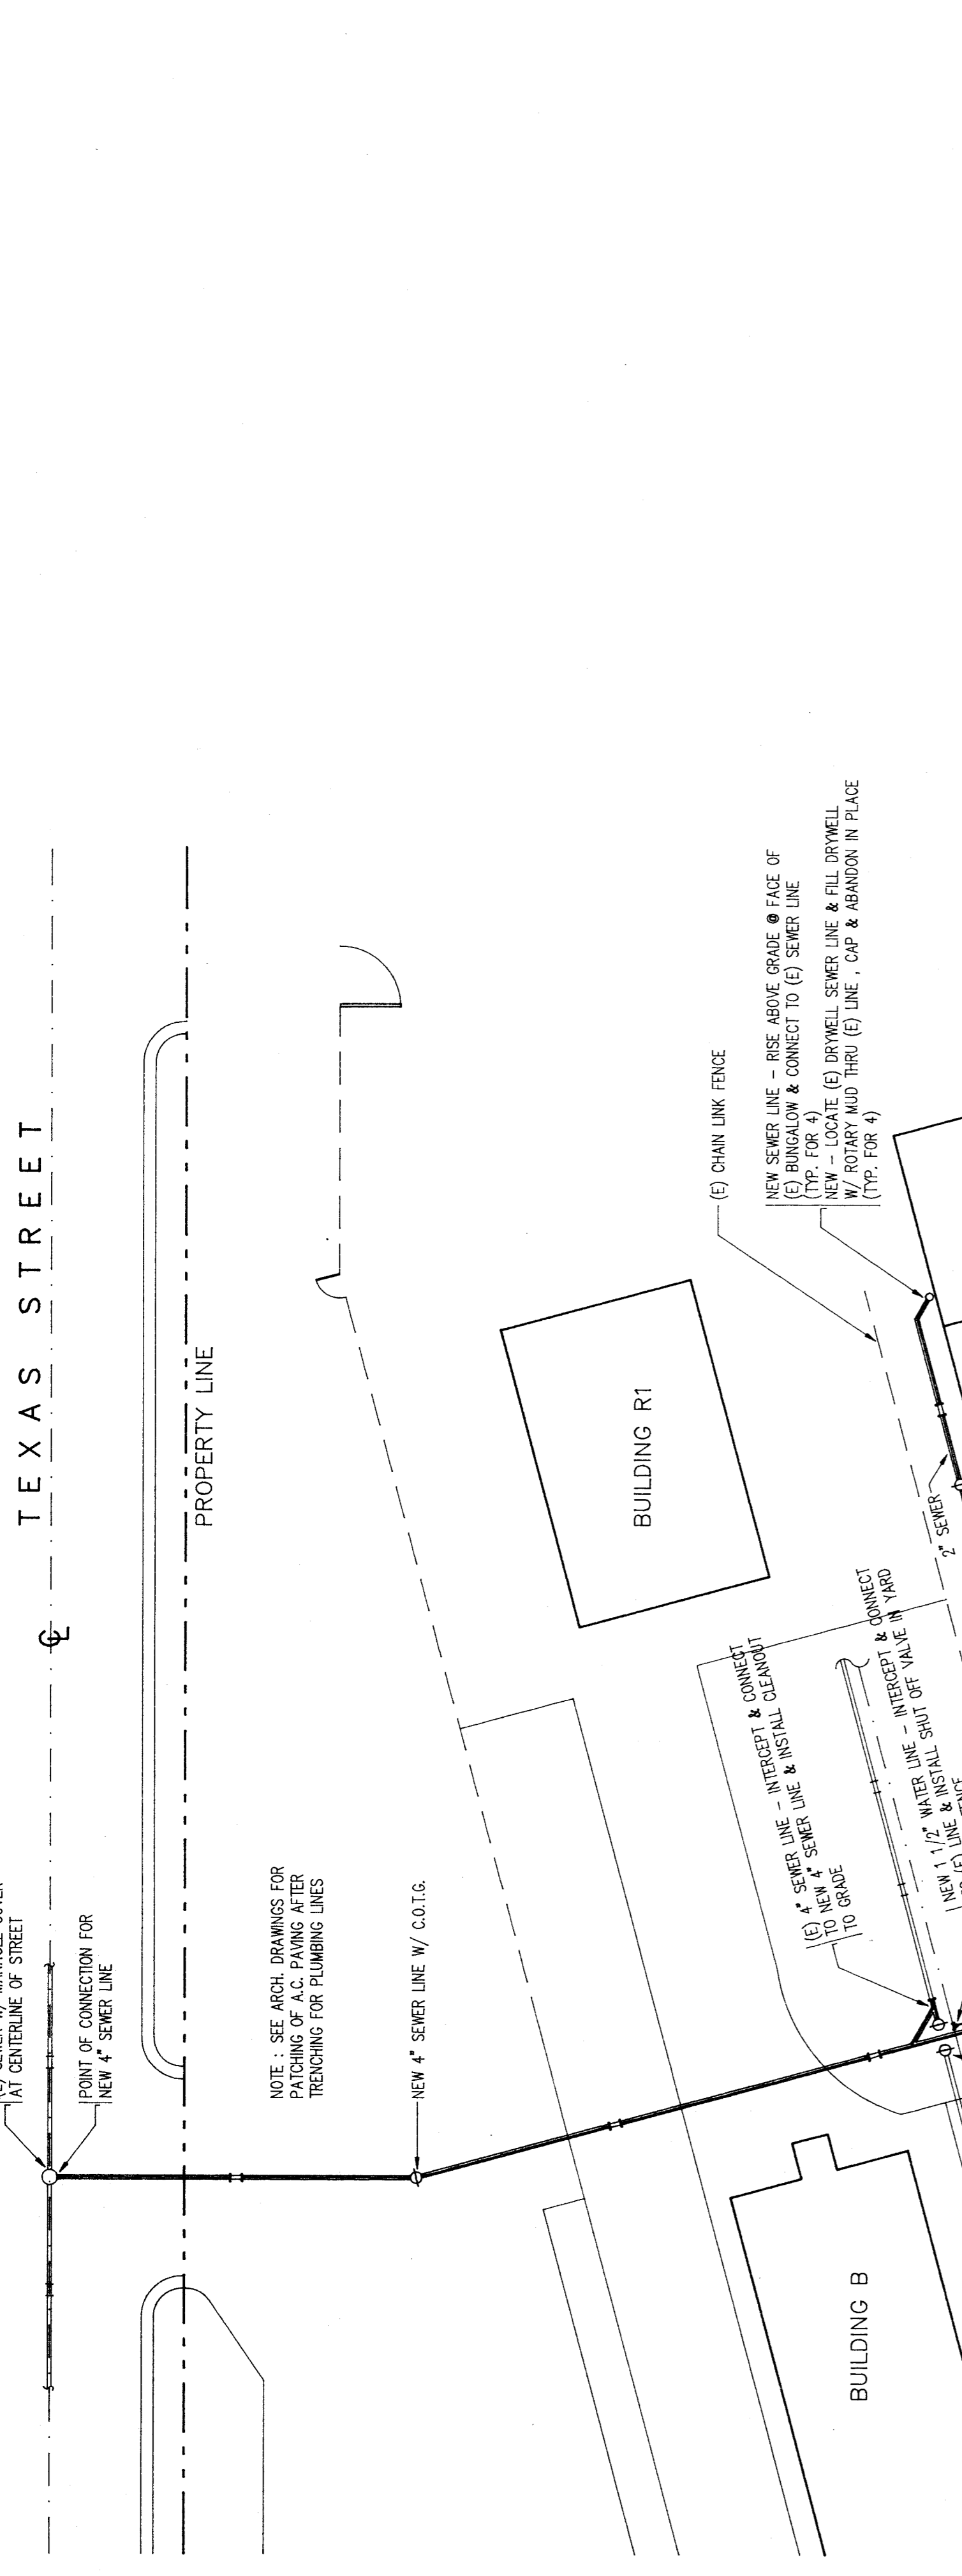 TEXAS STREET
AT CENTERLINE OF STREET
POINT OF CONNECTION FOR
NEW 4" SEWER LINE
℄
PROPERTY LINE
NOTE : SEE ARCH. DRAWINGS FOR
PATCHING OF A.C. PAVING AFTER
TRENCHING FOR PLUMBING LINES
NEW 4" SEWER LINE W/ C.O.T.G.
BUILDING R1
(E) CHAIN LINK FENCE
NEW SEWER LINE - RISE ABOVE GRADE @ FACE OF
(E) BUNGALOW & CONNECT TO (E) SEWER LINE
(TYP. FOR 4)
NEW - LOCATE (E) DRYWELL SEWER LINE & FILL DRYWELL
W/ ROTARY MUD THRU (E) LINE , CAP & ABANDON IN PLACE
(TYP. FOR 4)
2" SEWER
(E) 4" SEWER LINE - INTERCEPT & CONNECT
TO NEW 4" SEWER LINE & INSTALL CLEANOUT
TO GRADE
NEW 1 1/2" WATER LINE - INTERCEPT & CONNECT
TO (E) LINE & INSTALL SHUT OFF VALVE IN YARD
BUILDING B